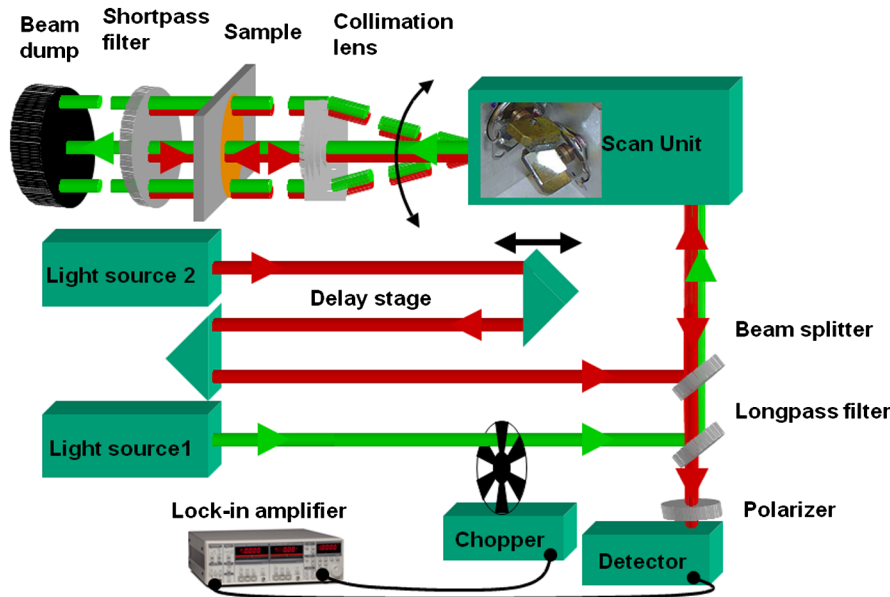 Beam
dump
Shortpass
filter
Sample
Collimation
lens
Scan Unit
Light source 2
Delay stage
Beam splitter
Longpass filter
Light source1
Lock-in amplifier
Chopper
Polarizer
Detector